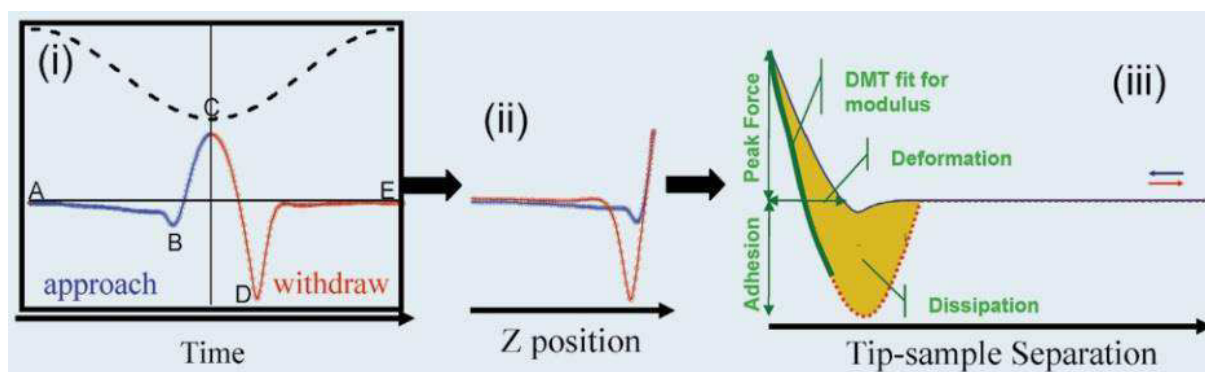 (i)
C
A
E
B
D
approach
withdraw
Time
(ii)
Z position
(iii)
DMT fit for
modulus
Deformation
Peak Force
Adhesion
Dissipation
Tip-sample Separation